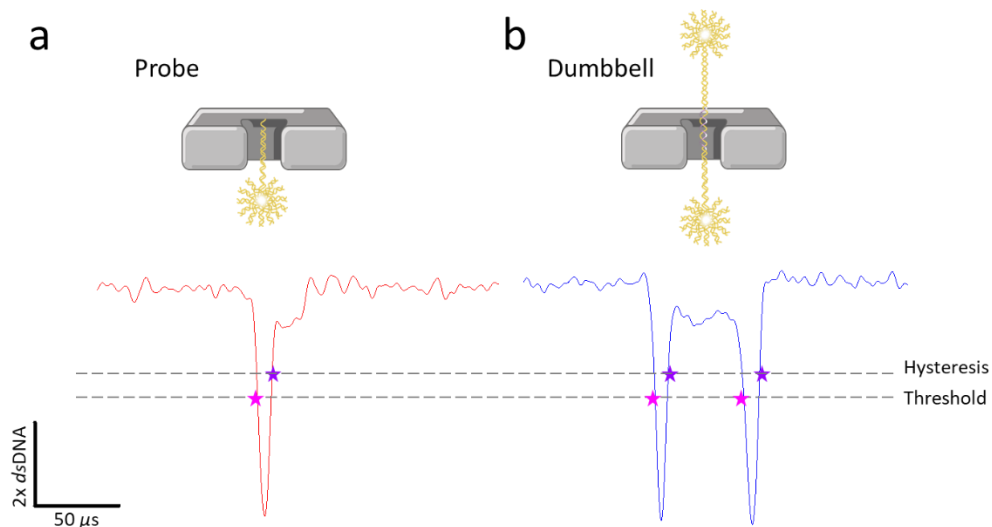 a
Probe
b
Dumbbell
Hysteresis
Threshold
2x dsDNA
50 μs